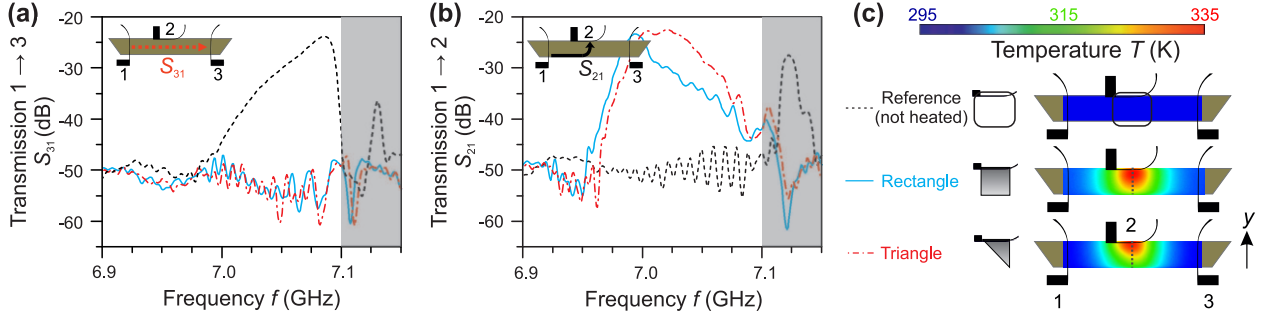 (a)
-20
-30
-40
-50
-60
Transmission 1 → 3
S31 (dB)
2
1
S31
3
6.9
7.0
7.1
Frequency f (GHz)
(b)
-20
-30
-40
-50
-60
Transmission 1 → 2
S21 (dB)
2
1
S21
3
6.9
7.0
7.1
Frequency f (GHz)
(c)
295
315
335
Temperature T (K)
Reference
(not heated)
Rectangle
Triangle
2
y
1
3